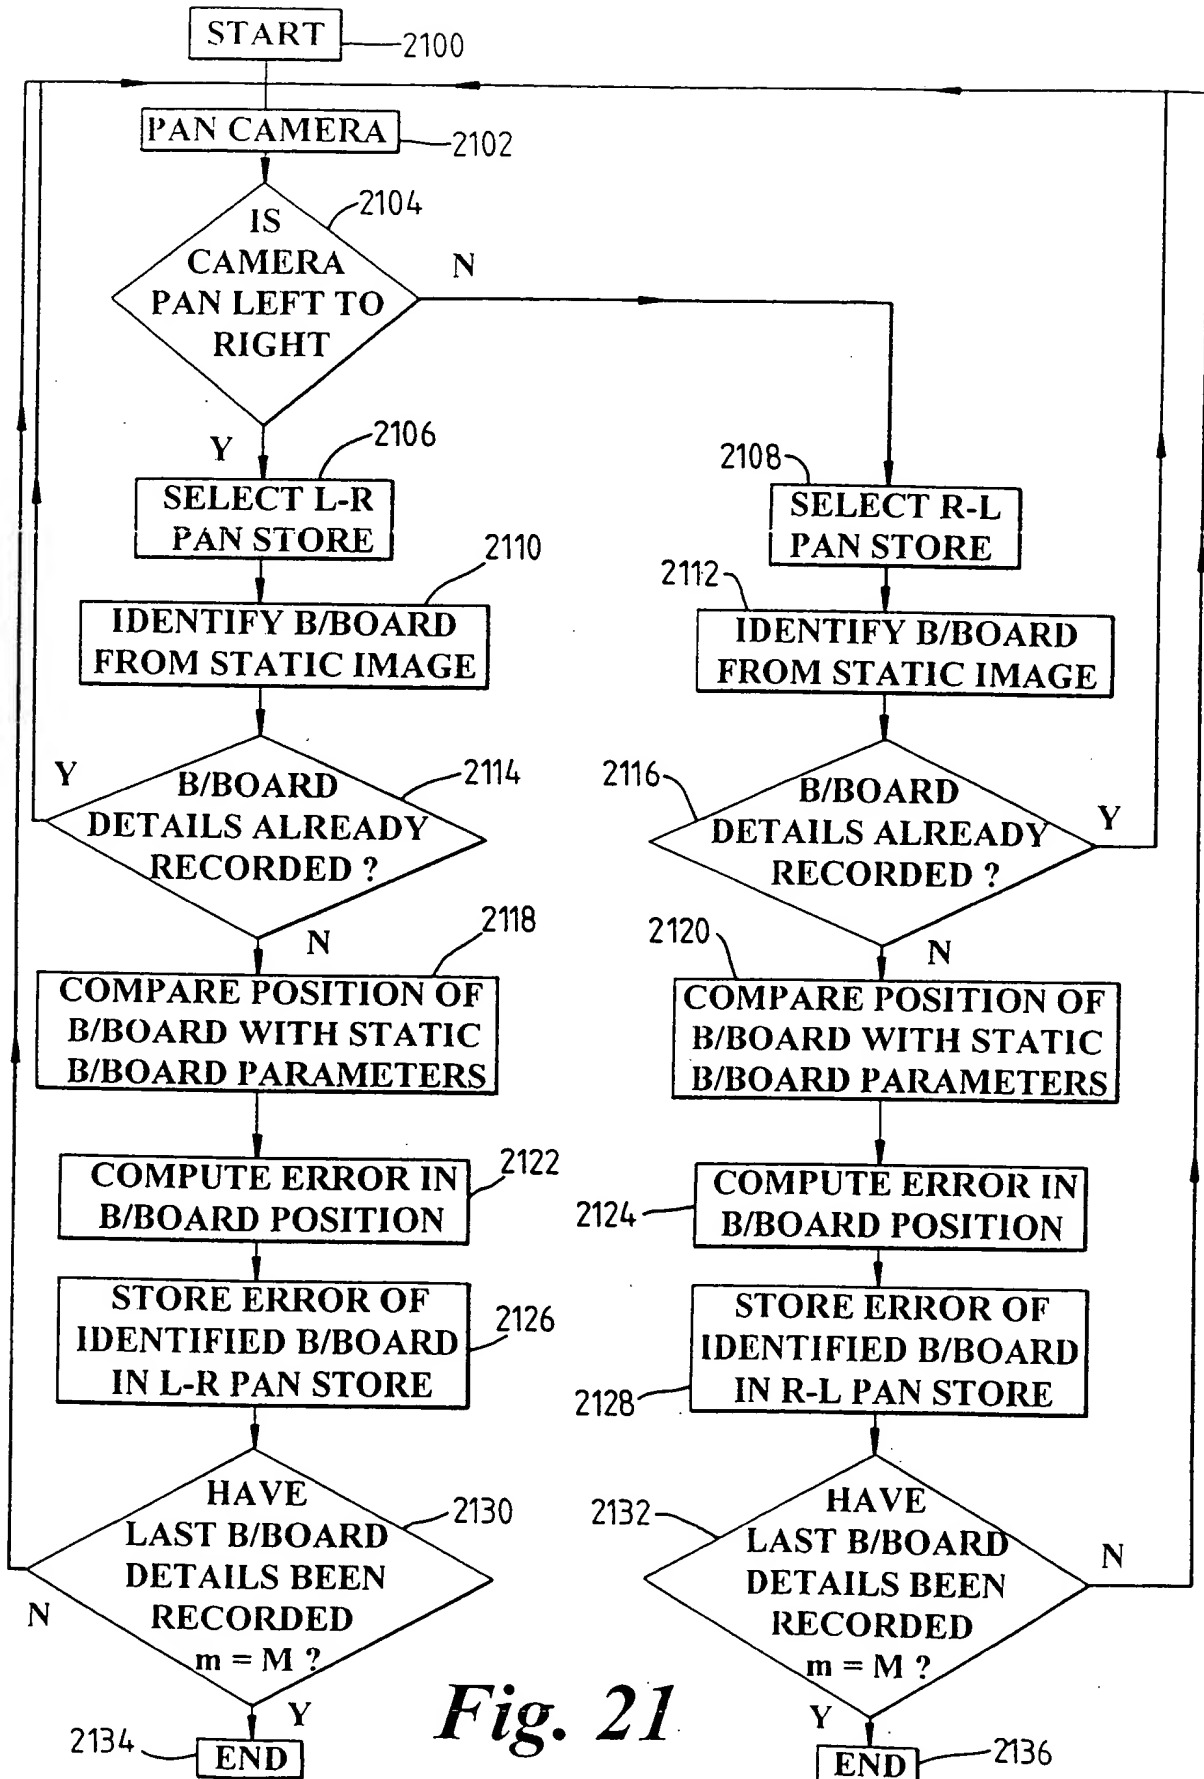 START
2100
PAN CAMERA
2102
2104
IS
CAMERA
PAN LEFT TO
RIGHT
N
Y
2106
SELECT L-R
PAN STORE
2108
SELECT R-L
PAN STORE
2110
IDENTIFY B/BOARD
FROM STATIC IMAGE
2112
IDENTIFY B/BOARD
FROM STATIC IMAGE
Y
2114
B/BOARD
DETAILS ALREADY
RECORDED ?
2116
B/BOARD
DETAILS ALREADY
RECORDED ?
Y
N
2118
COMPARE POSITION OF
B/BOARD WITH STATIC
B/BOARD PARAMETERS
N
2120
COMPARE POSITION OF
B/BOARD WITH STATIC
B/BOARD PARAMETERS
COMPUTE ERROR IN
B/BOARD POSITION
2122
2124
COMPUTE ERROR IN
B/BOARD POSITION
STORE ERROR OF
IDENTIFIED B/BOARD
IN L-R PAN STORE
2126
STORE ERROR OF
IDENTIFIED B/BOARD
IN R-L PAN STORE
2128
HAVE
LAST B/BOARD
DETAILS BEEN
RECORDED
m = M ?
2130
N
2132
HAVE
LAST B/BOARD
DETAILS BEEN
RECORDED
m = M ?
N
Y
2134
END
Fig. 21
Y
END
2136